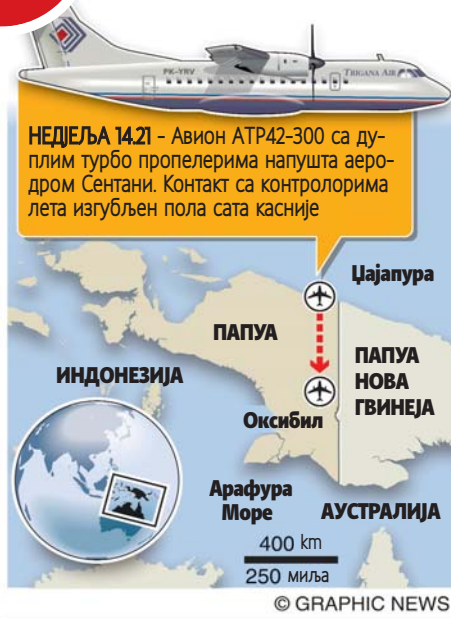 PK-YRV
TRIGANA AIR
НЕДЈЕЉА 14.21 - Авион АТР42-300 са ду-
плим турбо пропелерима напушта аеро-
дром Сентани. Контакт са контролорима
лета изгубљен пола сата касније
Џајапура
ПАПУА
ПАПУА
НОВА
ГВИНЕЈА
ИНДОНЕЗИЈА
Оксибил
Арафура
Море
АУСТРАЛИЈА
400 km
250 миља
© GRAPHIC NEWS